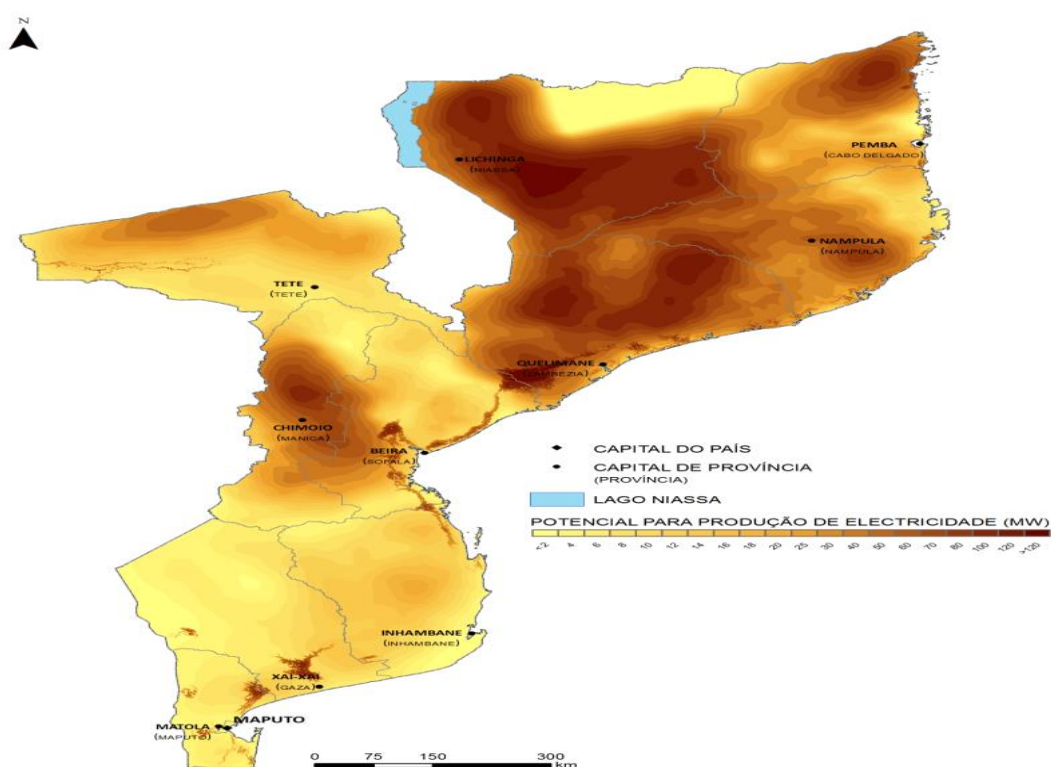 N
LICHINGA
(NIASSA)
PEMBA
(CABO DELGADO)
NAMPULA
(NAMPULA)
TETE
(TETE)
QUELIMANE
(ZAMBEZIA)
CHIMOIO
(MANICA)
BEIRA
(SOFALA)
CAPITAL DO PAÍS
CAPITAL DE PROVÍNCIA
(PROVÍNCIA)
LAGO NIASSA
POTENCIAL PARA PRODUÇÃO DE ELECTRICIDADE (MW)
<2 4 6 8 10 12 14 16 18 20 25 30 40 50 60 70 80 100 120 >120
INHAMBANE
(INHAMBANE)
XAI-XAI
(GAZA)
MATOLA
(MAPUTO)
MAPUTO
0 75 150 300
km